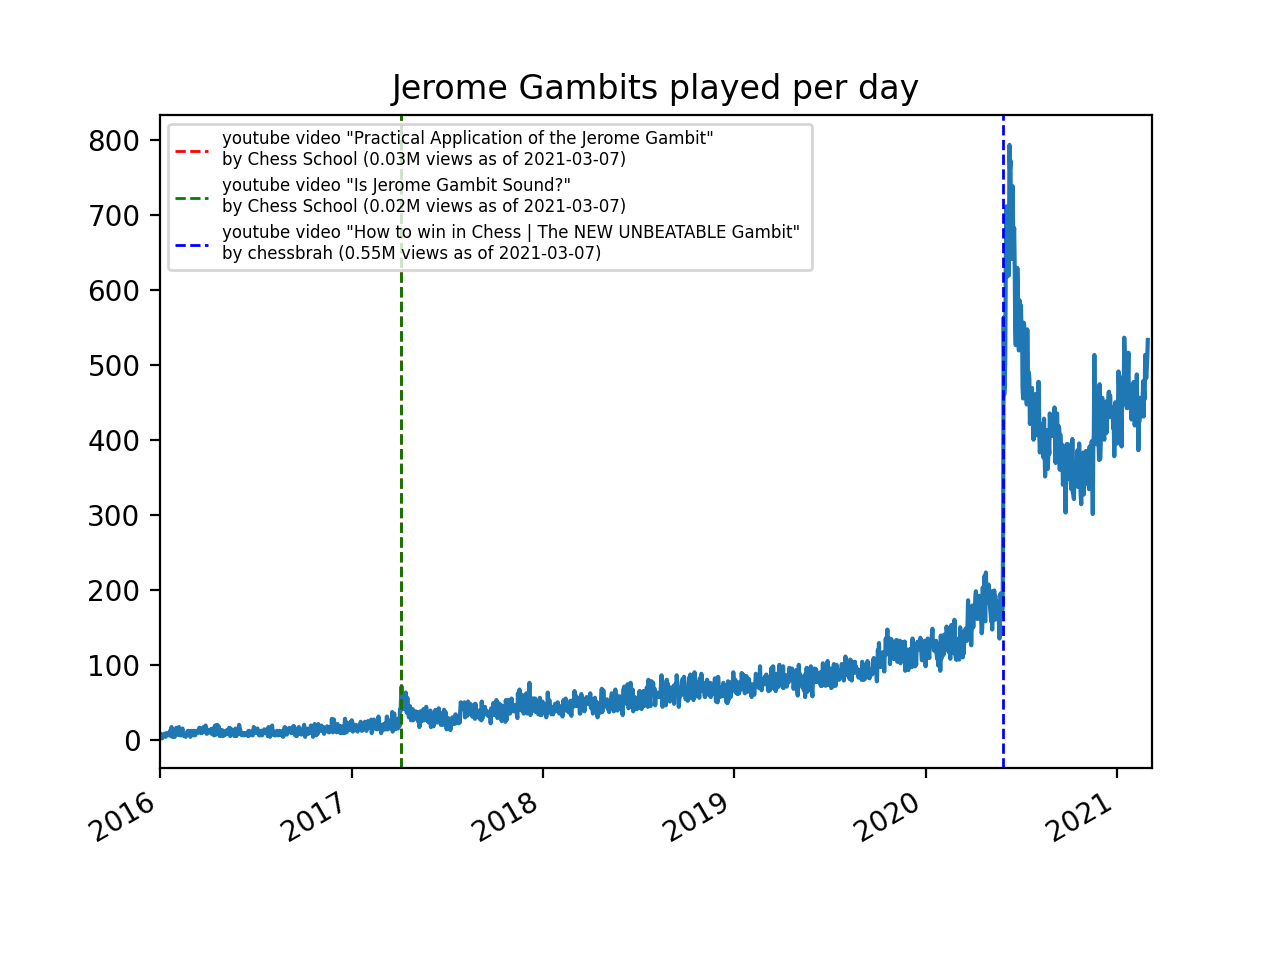 Jerome Gambits played per day
youtube video "Practical Application of the Jerome Gambit"
by Chess School (0.03M views as of 2021-03-07)
youtube video "Is Jerome Gambit Sound?"
by Chess School (0.02M views as of 2021-03-07)
youtube video "How to win in Chess | The NEW UNBEATABLE Gambit"
by chessbrah (0.55M views as of 2021-03-07)
800
700
600
500
400
300
200
100
0
2016
2017
2018
2019
2020
2021